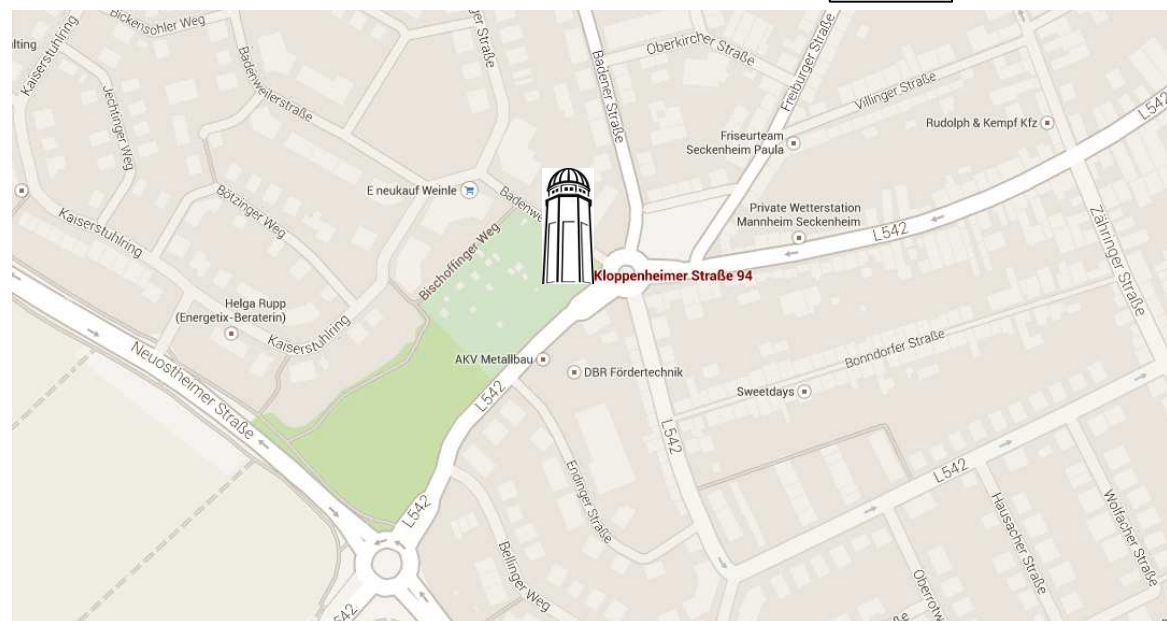 Bickensohler Weg
Kaiserstuhlring
Jechtinger Weg
Badenweilerstraße
Badener Straße
Oberkircher Straße
Freiburger Straße
Villinger Straße
L542
Rudolph & Kempf Kfz
Friseurteam
Seckenheim Paula
E neukauf Weinle
Bötzinger Weg
Kaiserstuhlring
Bischoffinger Weg
Private Wetterstation
Mannheim Seckenheim
L542
Zähringer Straße
Kloppenheimer Straße 94
Helga Rupp
(Energetix-Beraterin)
Kaiserstuhlring
Neuostheimer Straße
AKV Metallbau
DBR Fördertechnik
Bonndorfer Straße
Sweetdays
L542
L542
L542
L542
Endinger Straße
Bellinger Weg
Hausacher Straße
Wolfacher Straße